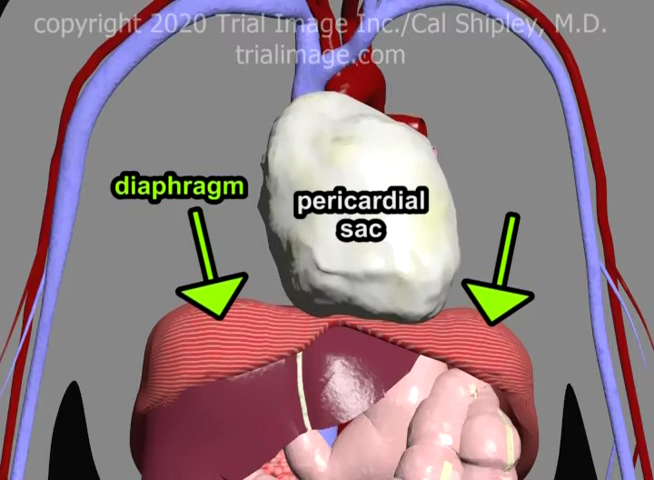 copyright 2020 Trial Image Inc./Cal Shipley, M.D.
trialimage.com
diaphragm
pericardial
sac